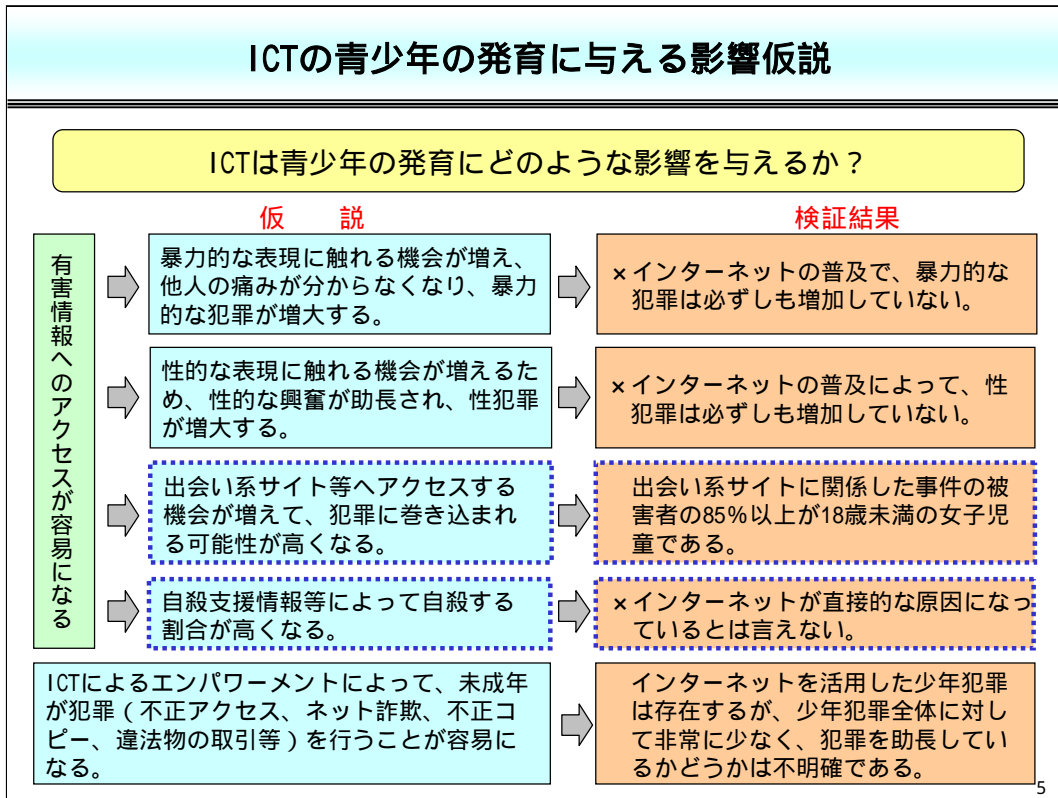 ICTの青少年の発育に与える影響仮説
ICTは青少年の発育にどのような影響を与えるか？
仮　説
検証結果
有害情報へのアクセスが容易になる
暴力的な表現に触れる機会が増え、
他人の痛みが分からなくなり、暴力
的な犯罪が増大する。
×インターネットの普及で、暴力的な
犯罪は必ずしも増加していない。
性的な表現に触れる機会が増えるた
め、性的な興奮が助長され、性犯罪
が増大する。
×インターネットの普及によって、性
犯罪は必ずしも増加していない。
出会い系サイト等へアクセスする
機会が増えて、犯罪に巻き込まれ
る可能性が高くなる。
出会い系サイトに関係した事件の被
害者の85％以上が18歳未満の女子児
童である。
自殺支援情報等によって自殺する
割合が高くなる。
×インターネットが直接的な原因になっ
ているとは言えない。
ICTによるエンパワーメントによって、未成年
が犯罪（不正アクセス、ネット詐欺、不正コ
ピー、違法物の取引等）を行うことが容易に
なる。
インターネットを活用した少年犯罪
は存在するが、少年犯罪全体に対し
て非常に少なく、犯罪を助長してい
るかどうかは不明確である。
5